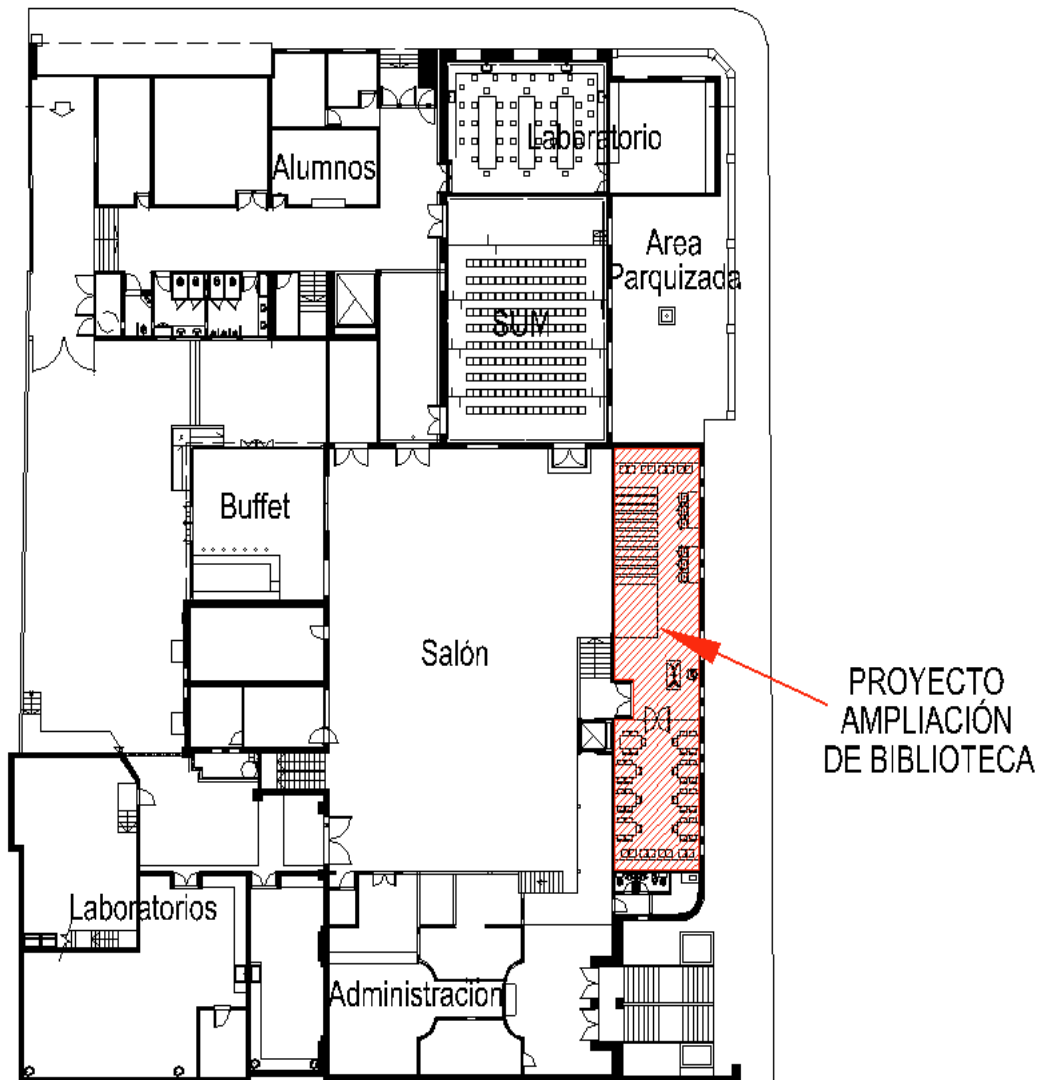 Alumnos
Laboratorio
Area
Parquizada
SUM
Buffet
Salón
PROYECTO
AMPLIACIÓN
DE BIBLIOTECA
Laboratorios
Administracion